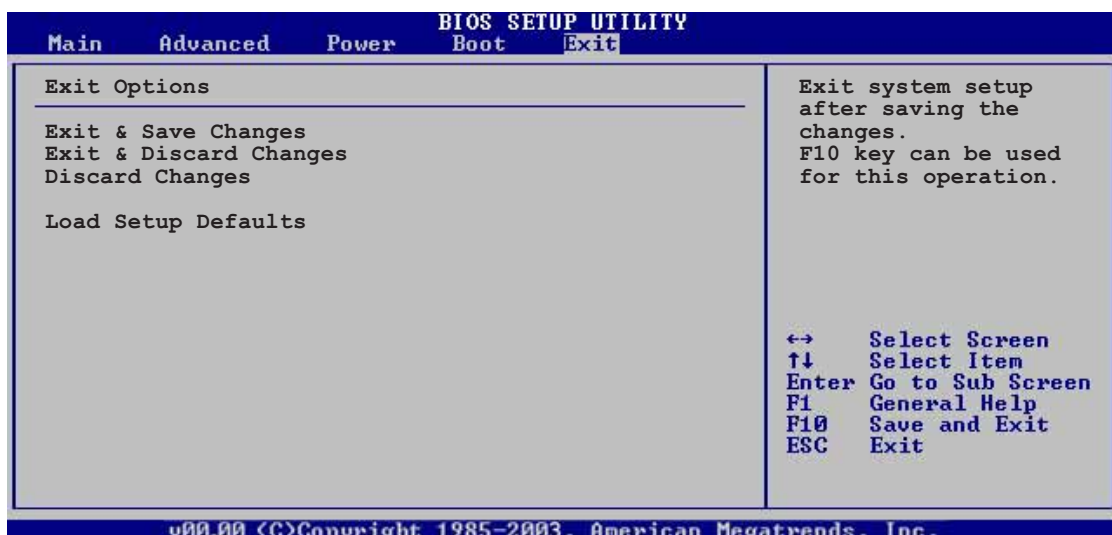 BIOS SETUP UTILITY
Main Advanced Power Boot Exit
Exit Options
Exit & Save Changes
Exit & Discard Changes
Discard Changes
Load Setup Defaults
Exit system setup
after saving the
changes.
F10 key can be used
for this operation.
←→ Select Screen
↑↓ Select Item
Enter Go to Sub Screen
F1 General Help
F10 Save and Exit
ESC Exit
v00.00 (C)Copyright 1985-2003, American Megatrends, Inc.